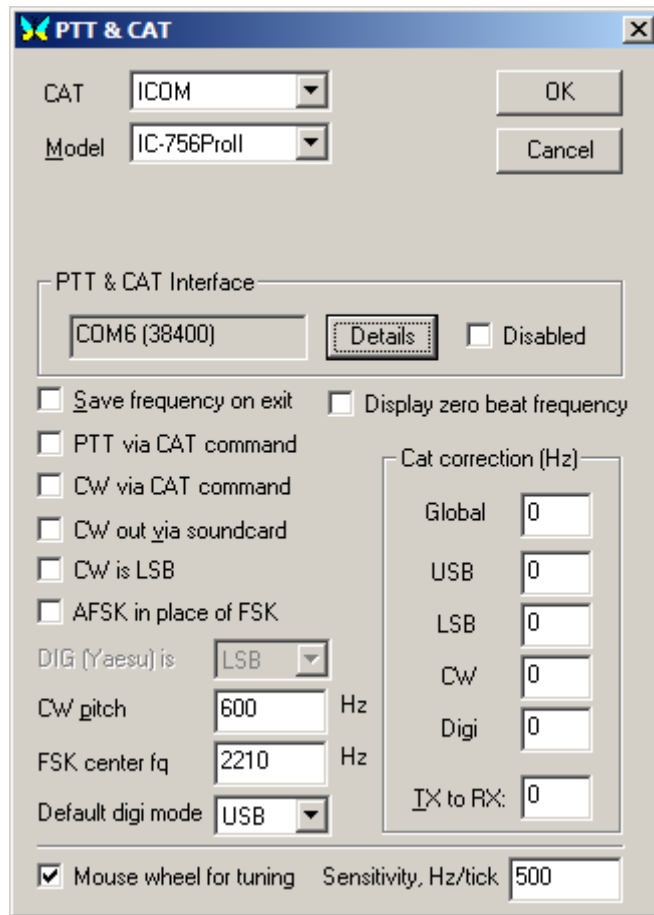 PTT & CAT
CAT ICOM OK
Model IC-756ProII Cancel
PTT & CAT Interface
COM6 (38400) Details Disabled
Save frequency on exit Display zero beat frequency
PTT via CAT command
Cat correction (Hz)
CW via CAT command
Global 0
CW out via soundcard
CW is LSB
USB 0
AFSK in place of FSK
LSB 0
DIG (Yaesu) is LSB
CW 0
CW pitch 600 Hz
Digi 0
FSK center fq 2210 Hz
TX to RX: 0
Default digi mode USB
Mouse wheel for tuning Sensitivity, Hz/tick 500